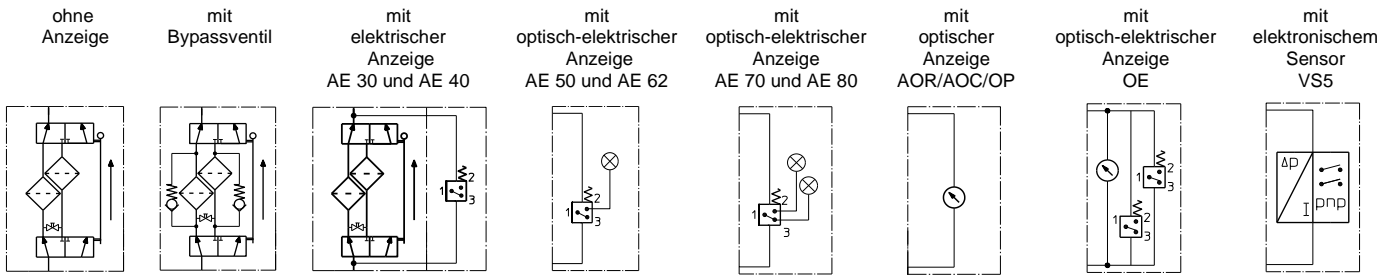 ohne
Anzeige
mit
Bypassventil
mit
elektrischer
Anzeige
AE 30 und AE 40
mit
optisch-elektrischer
Anzeige
AE 50 und AE 62
mit
optisch-elektrischer
Anzeige
AE 70 und AE 80
mit
optischer
Anzeige
AOR/AOC/OP
mit
optisch-elektrischer
Anzeige
OE
mit
elektronischem
Sensor
VS5
1
2
3
1
2
3
1
2
3
1
2
3
1
2
3
Δp
I
pnp